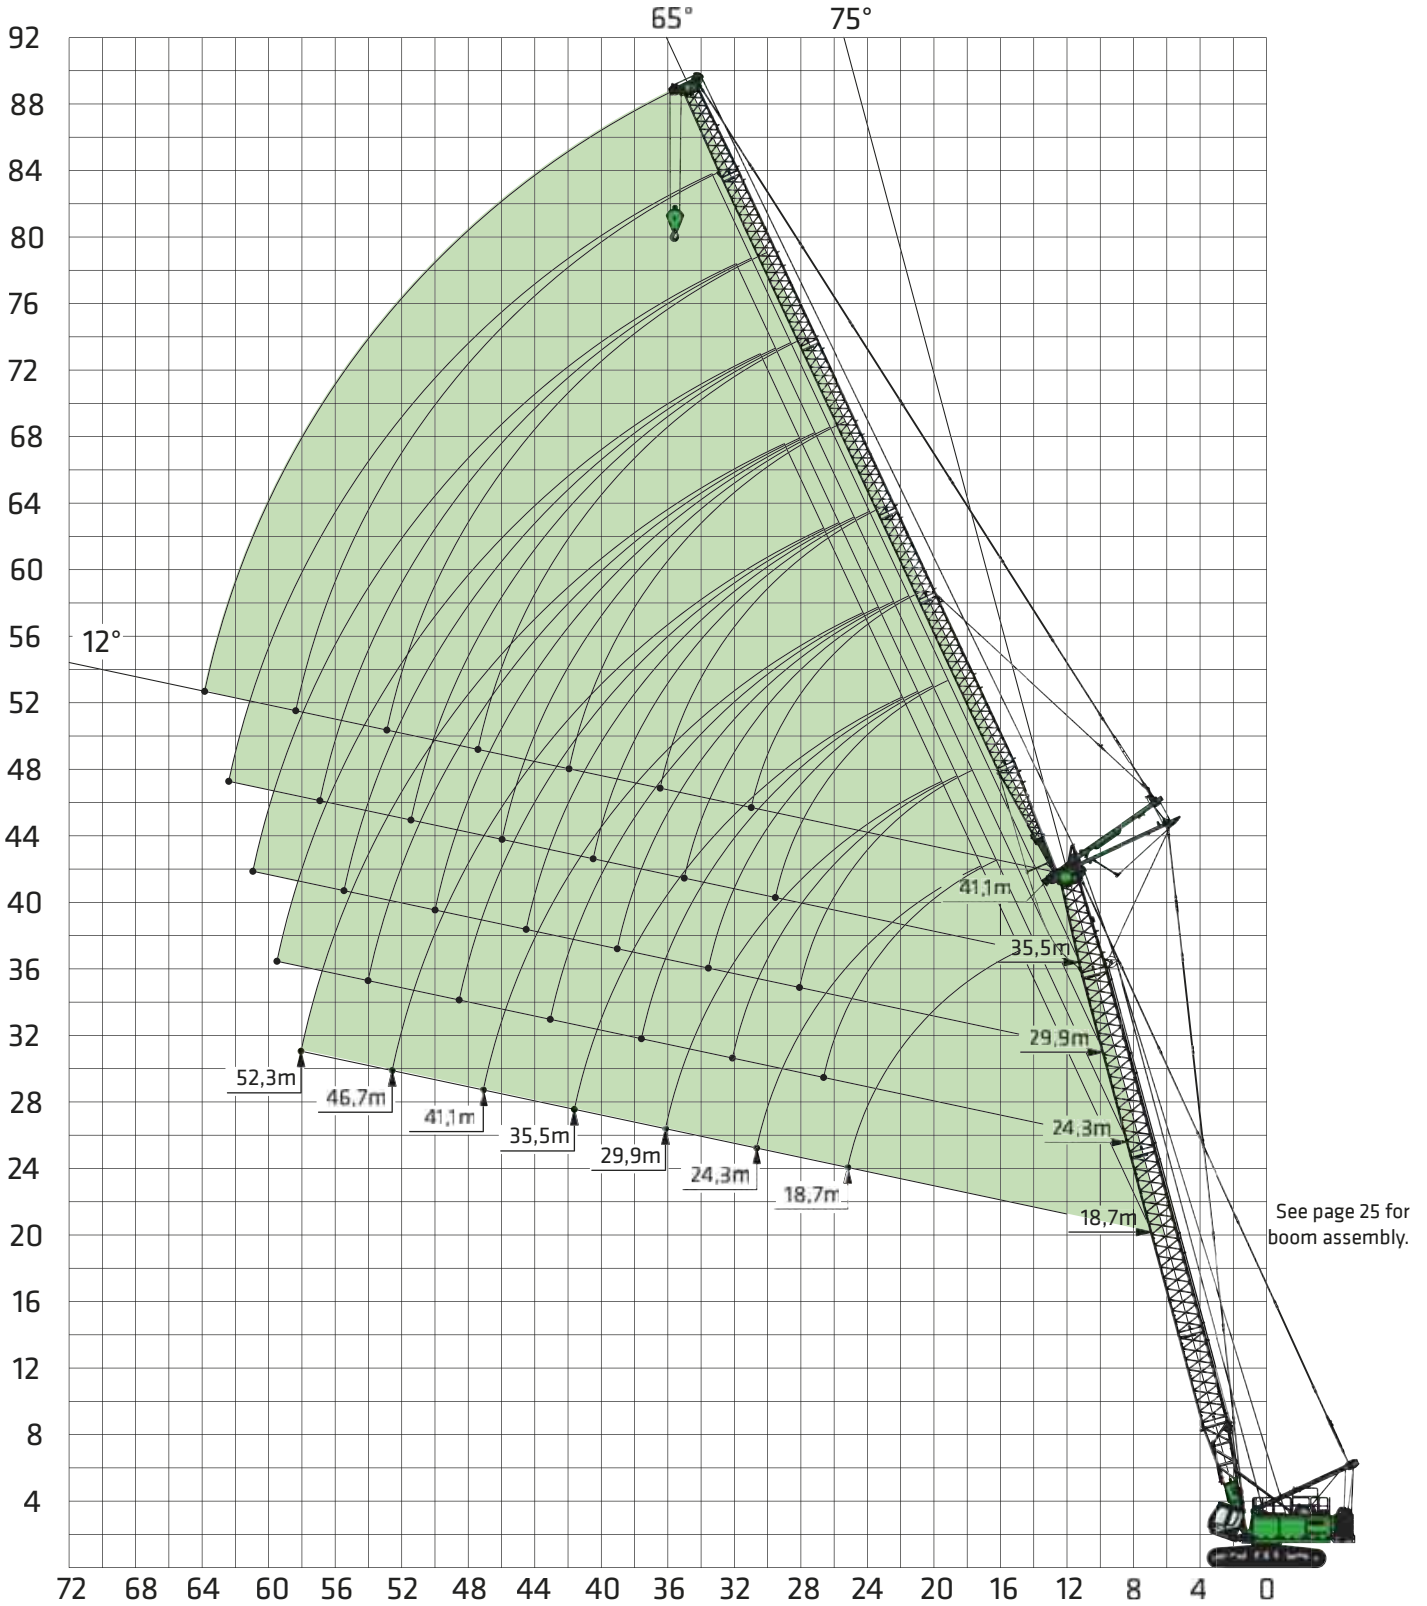 65° 75°
92
88
84
80
76
72
68
64
60
56
12°
52
48
44
41,1m
40
35,5m
36
29,9m
32
52,3m
46,7m
28
41,1m
24,3m
35,5m
29,9m
24
24,3m
18,7m
18,7m
See page 25 for
boom assembly.
20
16
12
8
4
72 68 64 60 56 52 48 44 40 36 32 28 24 20 16 12 8 4 0